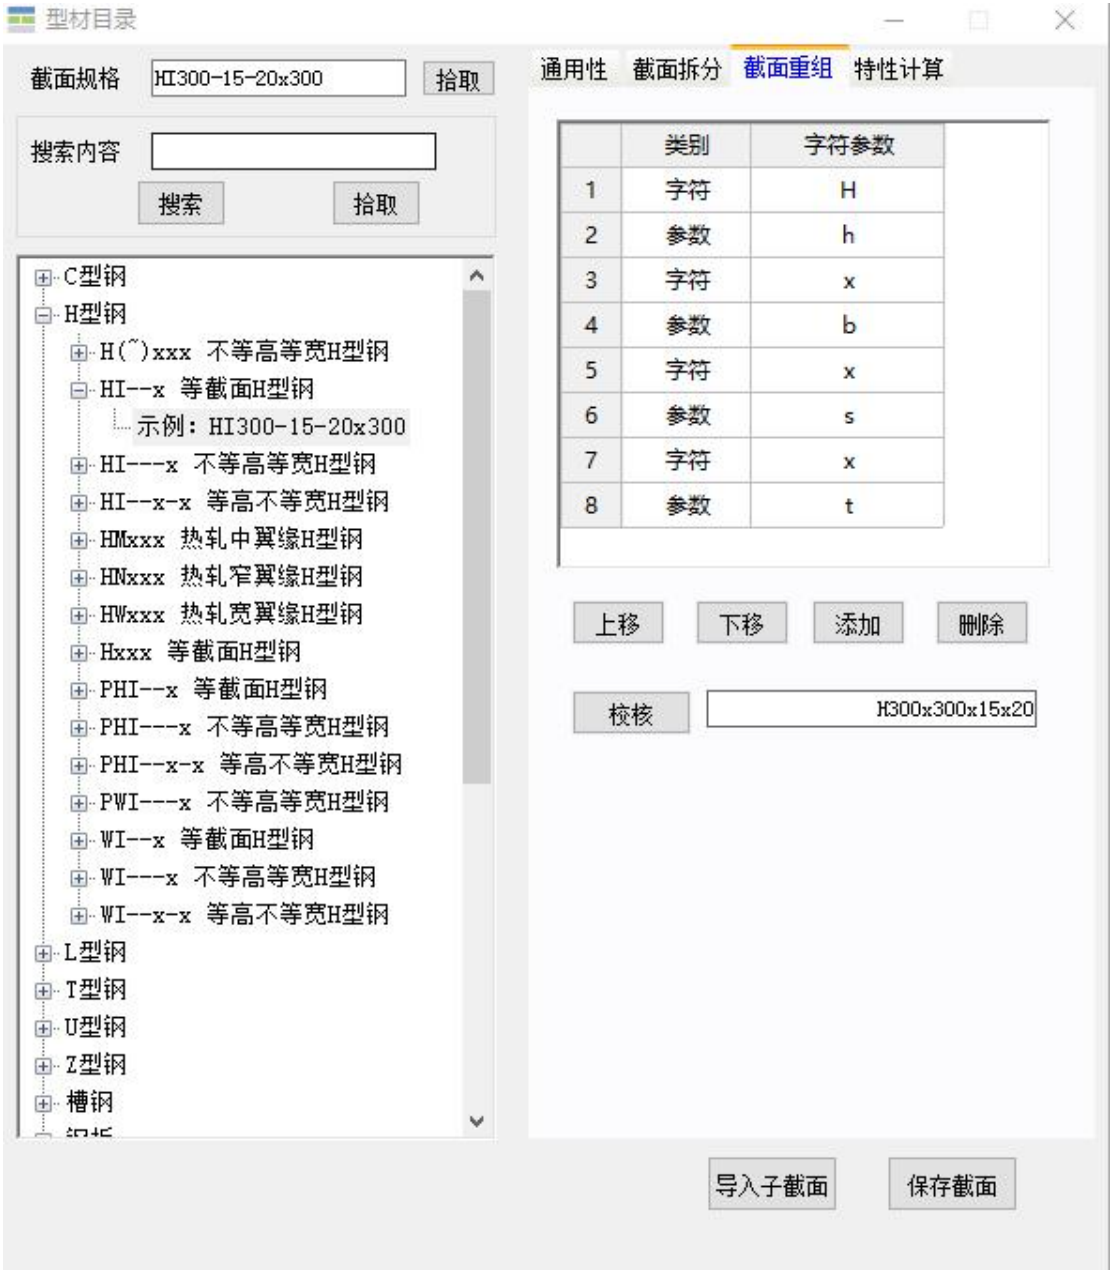 型材目录
截面规格 HI300-15-20x300 拾取
搜索内容
搜索 拾取
C型钢
H型钢
H(~)xxx 不等高等宽H型钢
HI--x 等截面H型钢
示例: HI300-15-20x300
HI---x 不等高等宽H型钢
HI--x-x 等高不等宽H型钢
HMxxx 热轧中翼缘H型钢
HNxxx 热轧窄翼缘H型钢
HWxxx 热轧宽翼缘H型钢
Hxxx 等截面H型钢
PHI--x 等截面H型钢
PHI---x 不等高等宽H型钢
PHI--x-x 等高不等宽H型钢
PWI---x 不等高等宽H型钢
WI--x 等截面H型钢
WI---x 不等高等宽H型钢
WI--x-x 等高不等宽H型钢
L型钢
T型钢
U型钢
Z型钢
槽钢
通用性 截面拆分 截面重组 特性计算
类别 字符参数
1 字符 H
2 参数 h
3 字符 x
4 参数 b
5 字符 x
6 参数 s
7 字符 x
8 参数 t
上移 下移 添加 删除
校核 H300x300x15x20
导入子截面 保存截面